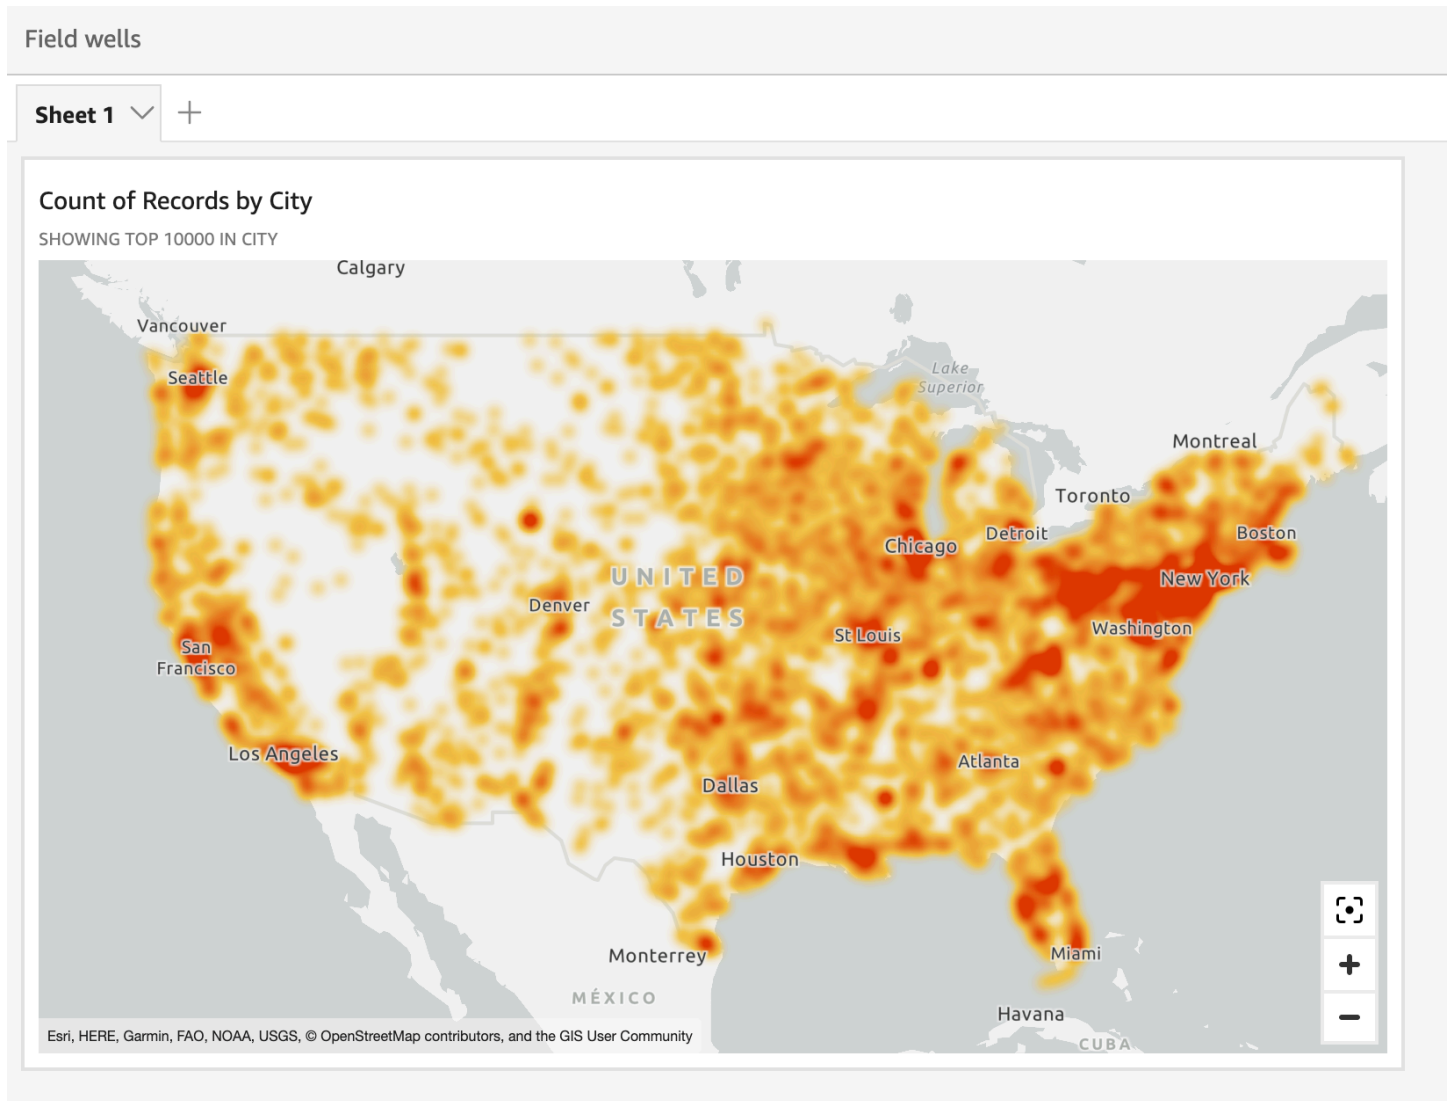 Field wells
Sheet 1
Count of Records by City
SHOWING TOP 10000 IN CITY
Calgary
Vancouver
Seattle
Lake
Superior
Montreal
Toronto
Boston
Detroit
Chicago
UNITED
STATES
New York
Denver
Washington
St Louis
San
Francisco
Los Angeles
Atlanta
Dallas
Houston
Monterrey
Miami
MÉXICO
Havana
CUBA
Esri, HERE, Garmin, FAO, NOAA, USGS, © OpenStreetMap contributors, and the GIS User Community